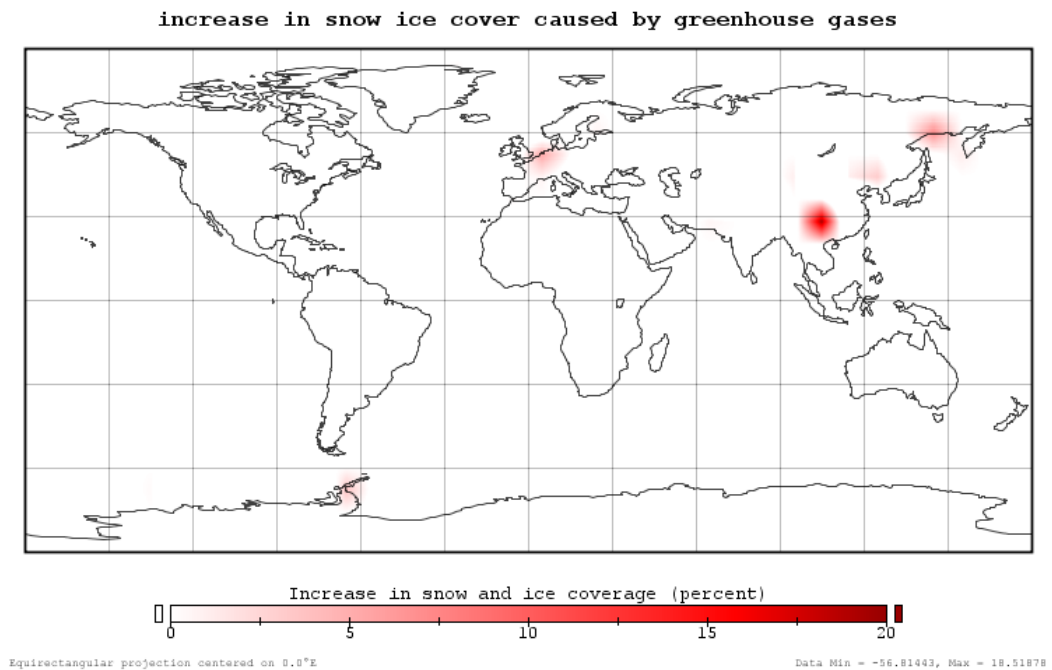 increase in snow ice cover caused by greenhouse gases
Increase in snow and ice coverage (percent)
0 5 10 15 20
Equirectangular projection centered on 0.0°E Data Min = -56.81443, Max = 18.51878